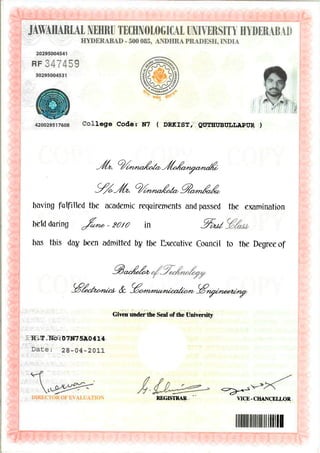 JAWAHARLAL NEHRU TECHNOLOGICAL UNIVERSITY HYDERABAD
HYDERABAD - 500 085, ANDHRA PRADESH, INDIA
20295004541
RF 347459
30295004531
420028517608
College Code: N7 ( DRKIST, QUTHUBULLAPUR )
COPY COPY COPY
Mr. Vinnakota Mohangandhi
S/o Mr. Vinnakota Rambabu
having fulfilled the academic requirements and passed the examination
held during June - 2010 in First Class
has this day been admitted by the Executive Council to the Degree of
Bachelor of Technology
Electronics & Communication Engineering
Given under the Seal of the University
H.T.No:07N75A0414
Date: 28-04-2011
DIRECTOR OF EVALUATION REGISTRAR VICE-CHANCELLOR